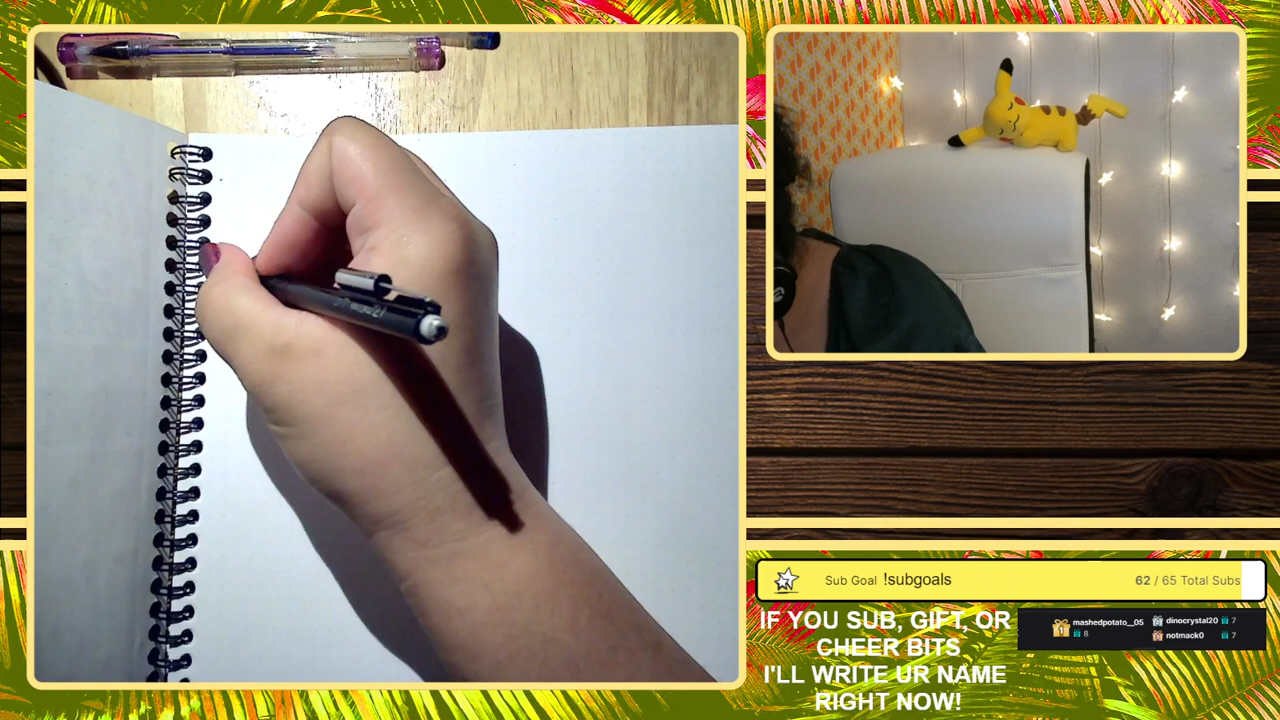 Sub Goal !subgoals 62 / 65 Total Subs
IF YOU SUB, GIFT, OR
CHEER BITS
I'LL WRITE UR NAME
RIGHT NOW!
1 mashedpotato__05 8
dinocrystal20 7
notmack0 7